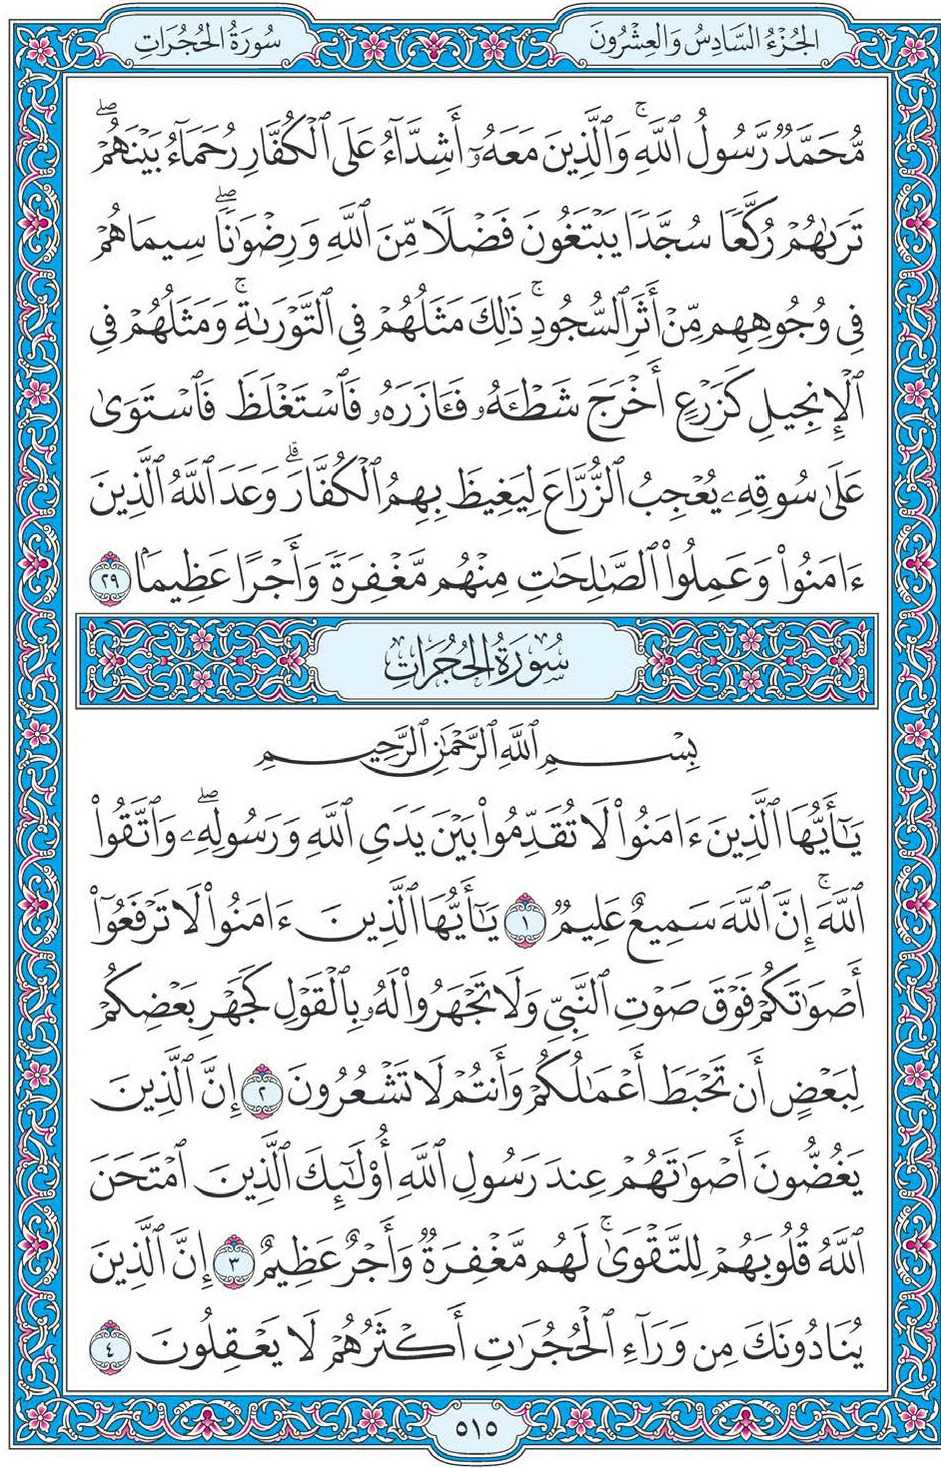 الجُزْءُ السَّادِسُ وَالعِشْرُونَ
سُورَةُ الحُجُرَاتِ
مُّحَمَّدٌ رَّسُولُ ٱللَّهِۚ وَٱلَّذِينَ مَعَهُۥٓ أَشِدَّآءُ عَلَى ٱلۡكُفَّارِ رُحَمَآءُ بَيۡنَهُمۡۖ
تَرَىٰهُمۡ رُكَّعٗا سُجَّدٗا يَبۡتَغُونَ فَضۡلٗا مِّنَ ٱللَّهِ وَرِضۡوَٰنٗاۖ سِيمَاهُمۡ
فِي وُجُوهِهِم مِّنۡ أَثَرِ ٱلسُّجُودِۚ ذَٰلِكَ مَثَلُهُمۡ فِي ٱلتَّوۡرَىٰةِۚ وَمَثَلُهُمۡ فِي
ٱلۡإِنجِيلِ كَزَرۡعٍ أَخۡرَجَ شَطۡـَٔهُۥ فَـَٔازَرَهُۥ فَٱسۡتَغۡلَظَ فَٱسۡتَوَىٰ
عَلَىٰ سُوقِهِۦ يُعۡجِبُ ٱلزُّرَّاعَ لِيَغِيظَ بِهِمُ ٱلۡكُفَّارَۗ وَعَدَ ٱللَّهُ ٱلَّذِينَ
ءَامَنُواْ وَعَمِلُواْ ٱلصَّٰلِحَٰتِ مِنۡهُم مَّغۡفِرَةٗ وَأَجۡرًا عَظِيمَۢا ٢٩
سُورَةُ الحُجُرَاتِ
بِسۡمِ ٱللَّهِ ٱلرَّحۡمَٰنِ ٱلرَّحِيمِ
يَٰٓأَيُّهَا ٱلَّذِينَ ءَامَنُواْ لَا تُقَدِّمُواْ بَيۡنَ يَدَيِ ٱللَّهِ وَرَسُولِهِۦۖ وَٱتَّقُواْ
ٱللَّهَۚ إِنَّ ٱللَّهَ سَمِيعٌ عَلِيمٞ ١ يَٰٓأَيُّهَا ٱلَّذِينَ ءَامَنُواْ لَا تَرۡفَعُوٓاْ
أَصۡوَٰتَكُمۡ فَوۡقَ صَوۡتِ ٱلنَّبِيِّ وَلَا تَجۡهَرُواْ لَهُۥ بِٱلۡقَوۡلِ كَجَهۡرِ بَعۡضِكُمۡ
لِبَعۡضٍ أَن تَحۡبَطَ أَعۡمَٰلُكُمۡ وَأَنتُمۡ لَا تَشۡعُرُونَ ٢ إِنَّ ٱلَّذِينَ
يَغُضُّونَ أَصۡوَٰتَهُمۡ عِندَ رَسُولِ ٱللَّهِ أُوْلَٰٓئِكَ ٱلَّذِينَ ٱمۡتَحَنَ
ٱللَّهُ قُلُوبَهُمۡ لِلتَّقۡوَىٰۚ لَهُم مَّغۡفِرَةٞ وَأَجۡرٌ عَظِيمٌ ٣ إِنَّ ٱلَّذِينَ
يُنَادُونَكَ مِن وَرَآءِ ٱلۡحُجُرَٰتِ أَكۡثَرُهُمۡ لَا يَعۡقِلُونَ ٤
٥١٥